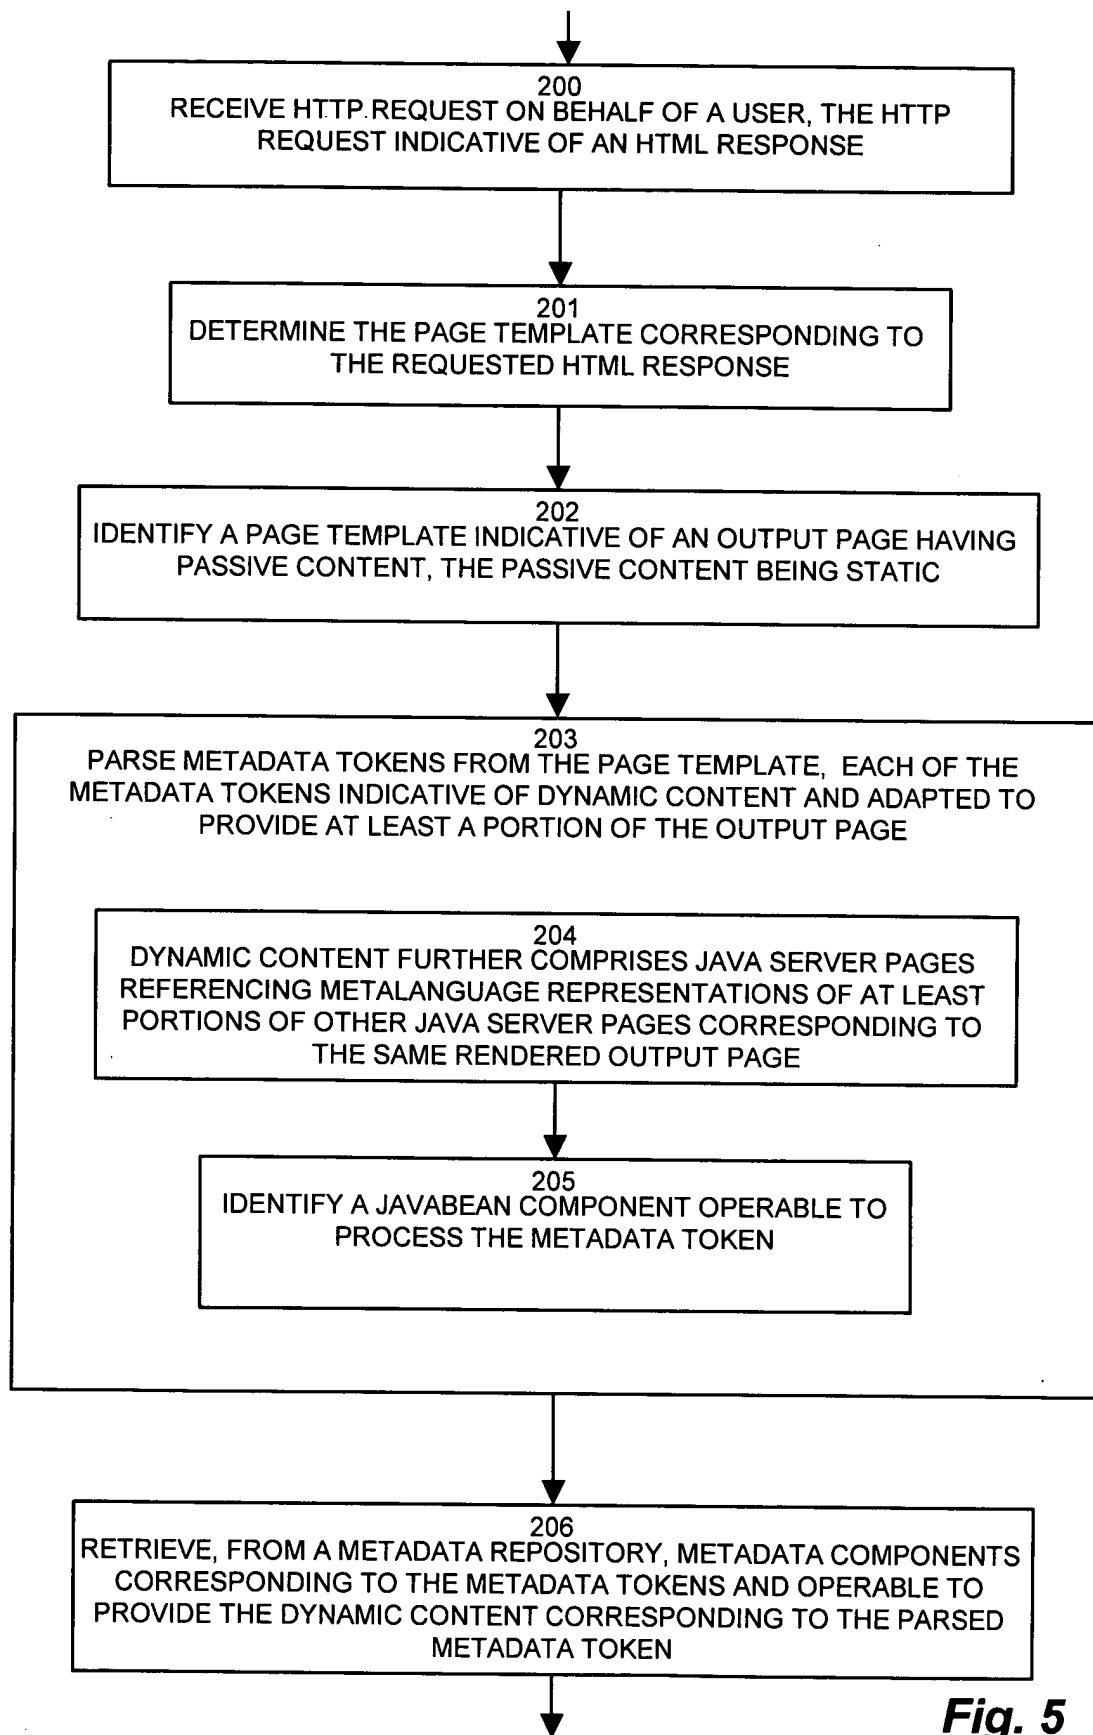 200
RECEIVE HTTP REQUEST ON BEHALF OF A USER, THE HTTP
REQUEST INDICATIVE OF AN HTML RESPONSE
201
DETERMINE THE PAGE TEMPLATE CORRESPONDING TO
THE REQUESTED HTML RESPONSE
202
IDENTIFY A PAGE TEMPLATE INDICATIVE OF AN OUTPUT PAGE HAVING
PASSIVE CONTENT, THE PASSIVE CONTENT BEING STATIC
203
PARSE METADATA TOKENS FROM THE PAGE TEMPLATE, EACH OF THE
METADATA TOKENS INDICATIVE OF DYNAMIC CONTENT AND ADAPTED TO
PROVIDE AT LEAST A PORTION OF THE OUTPUT PAGE
204
DYNAMIC CONTENT FURTHER COMPRISES JAVA SERVER PAGES
REFERENCING METALANGUAGE REPRESENTATIONS OF AT LEAST
PORTIONS OF OTHER JAVA SERVER PAGES CORRESPONDING TO
THE SAME RENDERED OUTPUT PAGE
205
IDENTIFY A JAVABEAN COMPONENT OPERABLE TO
PROCESS THE METADATA TOKEN
206
RETRIEVE, FROM A METADATA REPOSITORY, METADATA COMPONENTS
CORRESPONDING TO THE METADATA TOKENS AND OPERABLE TO
PROVIDE THE DYNAMIC CONTENT CORRESPONDING TO THE PARSED
METADATA TOKEN
Fig. 5